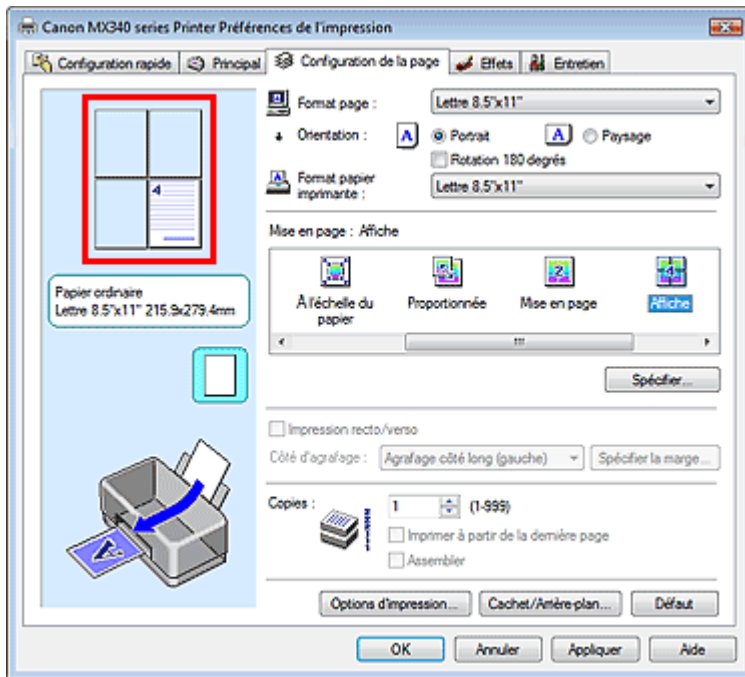 Canon MX340 series Printer Préférences de l'impression
Configuration rapide Principal Configuration de la page Effets Entretien
4
Papier ordinaire
Lettre 8.5"x11" 215.9x279.4mm
Format page : Lettre 8.5"x11"
Orientation : A Portrait A Paysage
Rotation 180 degrés
Format papier imprimante : Lettre 8.5"x11"
Mise en page : Affiche
À l'échelle du papier
Proportionnée
2
Mise en page
4
Affiche
Spécifier...
Impression recto/verso
Côté d'agrafage : Agrafage côté long (gauche) Spécifier la marge...
Copies : 1 (1-999)
Imprimer à partir de la dernière page
Assembler
A
Options d'impression... Cachet/Arrière-plan... Défaut
OK Annuler Appliquer Aide